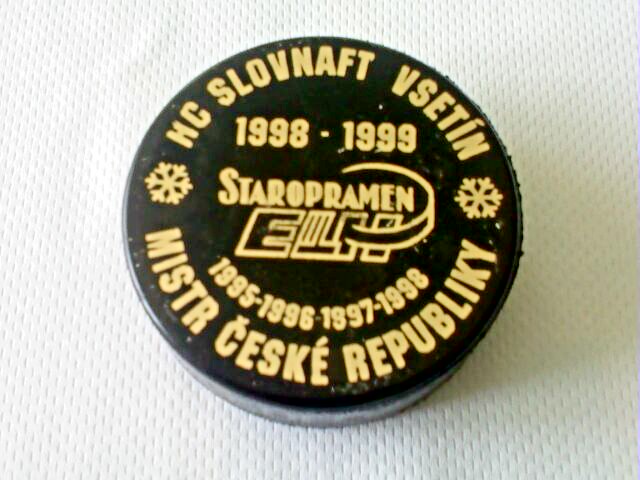 HC SLOVNAFT VSETÍN
1998 - 1999
STAROPRAMEN
ELH
1995-1996-1997-1998
MISTR ČESKÉ REPUBLIKY